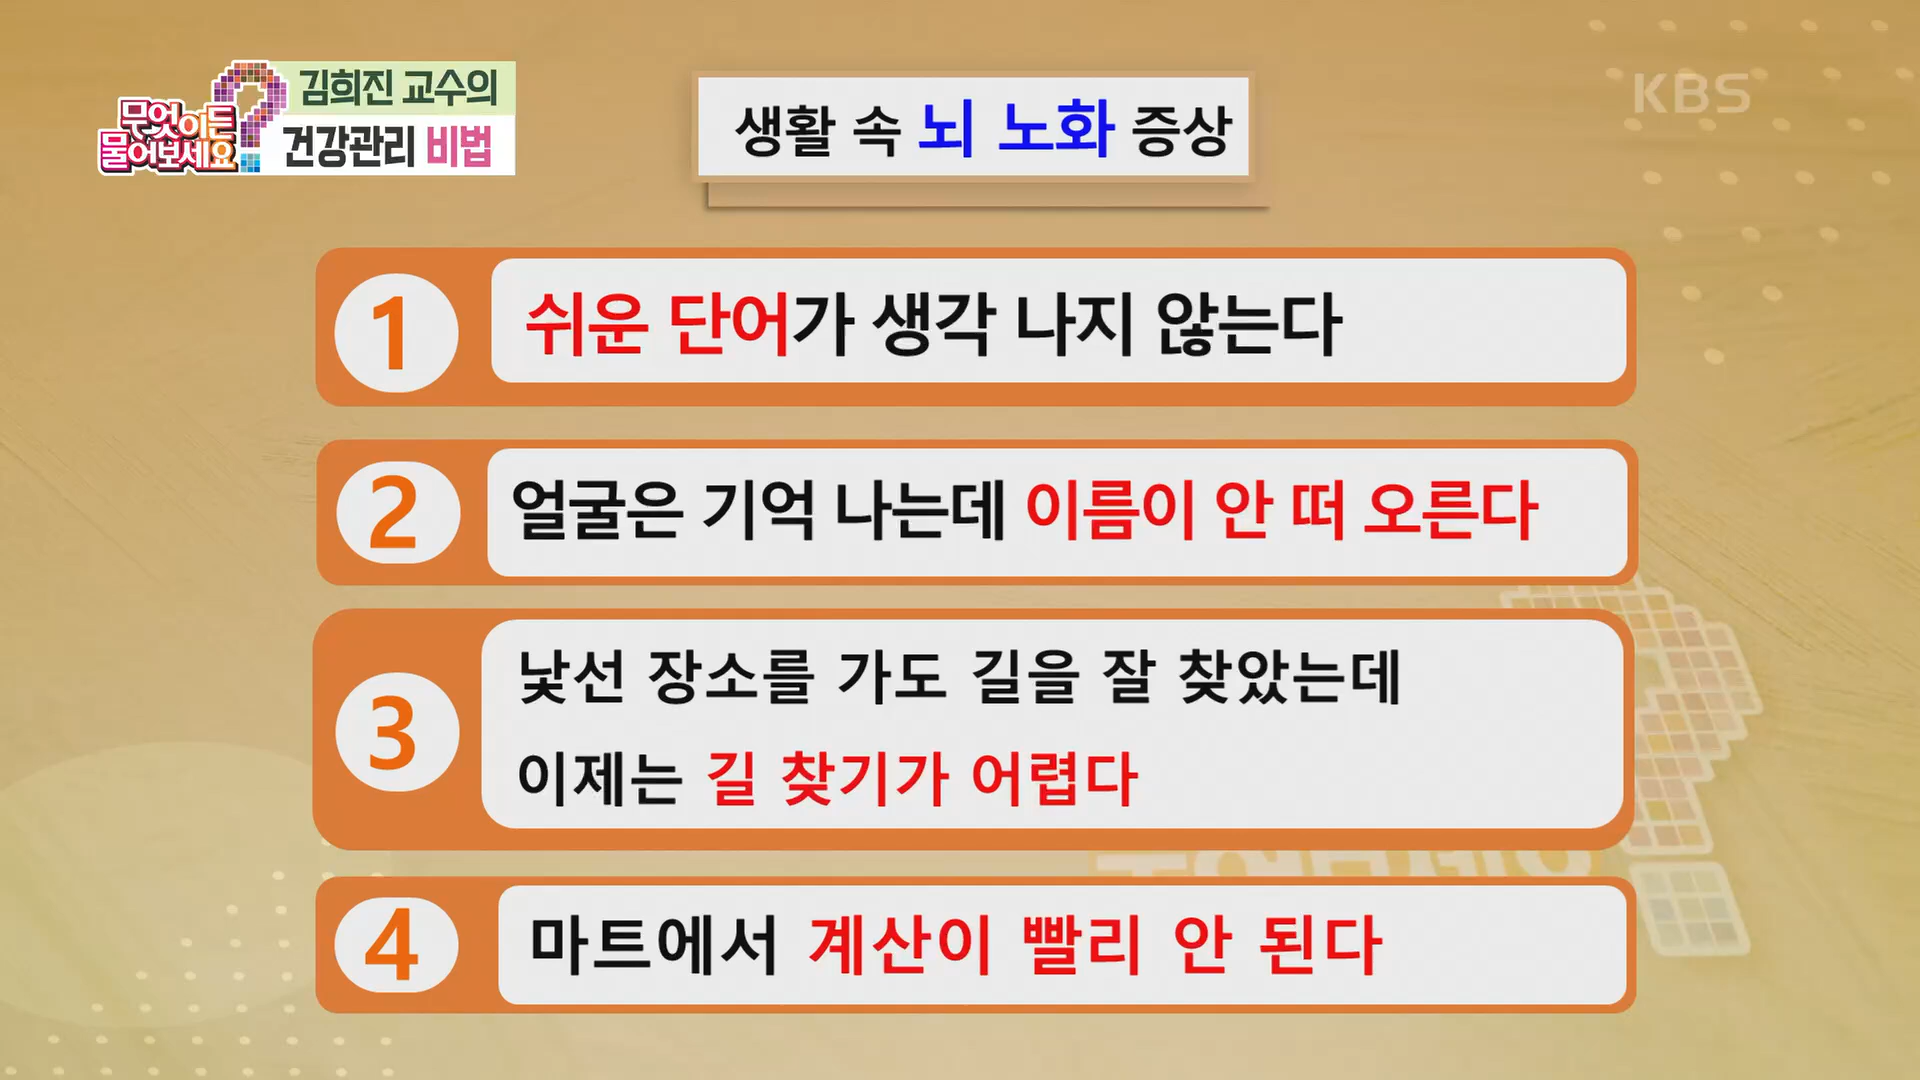 무엇이든
물어보세요
김희진 교수의
건강관리 비법
생활 속 뇌 노화 증상
KBS
1
쉬운 단어가 생각 나지 않는다
2
얼굴은 기억 나는데 이름이 안 떠 오른다
3
낯선 장소를 가도 길을 잘 찾았는데
이제는 길 찾기가 어렵다
4
마트에서 계산이 빨리 안 된다